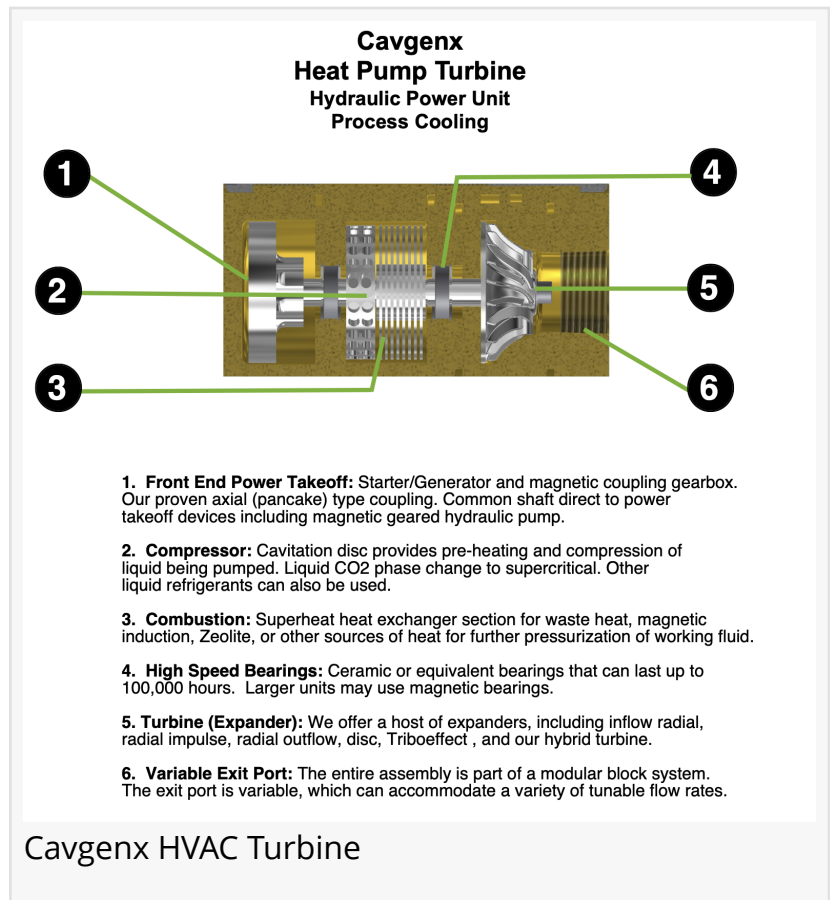 Cavgenx
Heat Pump Turbine
Hydraulic Power Unit
Process Cooling
1
4
2
5
3
6
1.  Front End Power Takeoff: Starter/Generator and magnetic coupling gearbox.
Our proven axial (pancake) type coupling. Common shaft direct to power
takeoff devices including magnetic geared hydraulic pump.
2.  Compressor: Cavitation disc provides pre-heating and compression of
liquid being pumped. Liquid CO2 phase change to supercritical. Other
liquid refrigerants can also be used.
3.  Combustion: Superheat heat exchanger section for waste heat, magnetic
induction, Zeolite, or other sources of heat for further pressurization of working fluid.
4.  High Speed Bearings: Ceramic or equivalent bearings that can last up to
100,000 hours.  Larger units may use magnetic bearings.
5. Turbine (Expander): We offer a host of expanders, including inflow radial,
radial impulse, radial outflow, disc, Triboeffect , and our hybrid turbine.
6.  Variable Exit Port: The entire assembly is part of a modular block system.
The exit port is variable, which can accommodate a variety of tunable flow rates.
Cavgenx HVAC Turbine